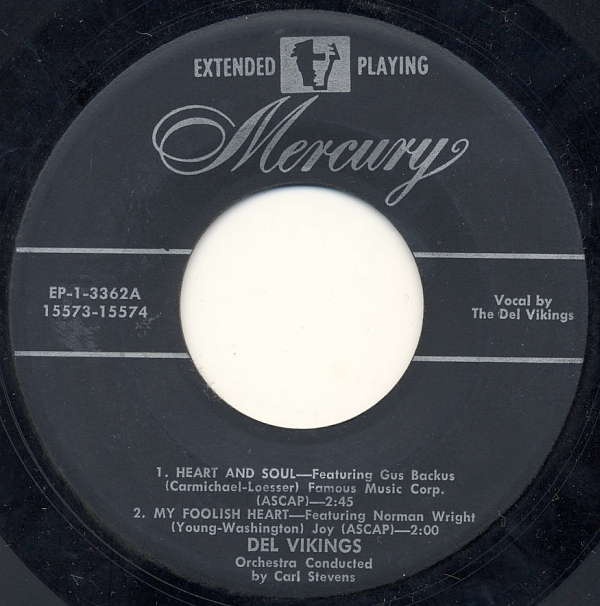 EXTENDED PLAYING
Mercury
EP-1-3362A
15573-15574
Vocal by
The Del Vikings
1. HEART AND SOUL—Featuring Gus Backus
(Carmichael-Loesser) Famous Music Corp.
(ASCAP)—2:45
2. MY FOOLISH HEART—Featuring Norman Wright
(Young-Washington) Joy (ASCAP)—2:00
DEL VIKINGS
Orchestra Conducted
by Carl Stevens